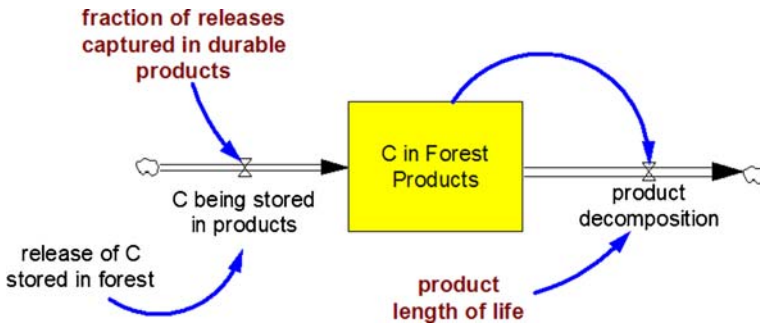 fraction of releases
captured in durable
products
C in Forest
Products
C being stored
in products
product
decomposition
release of C
stored in forest
product
length of life